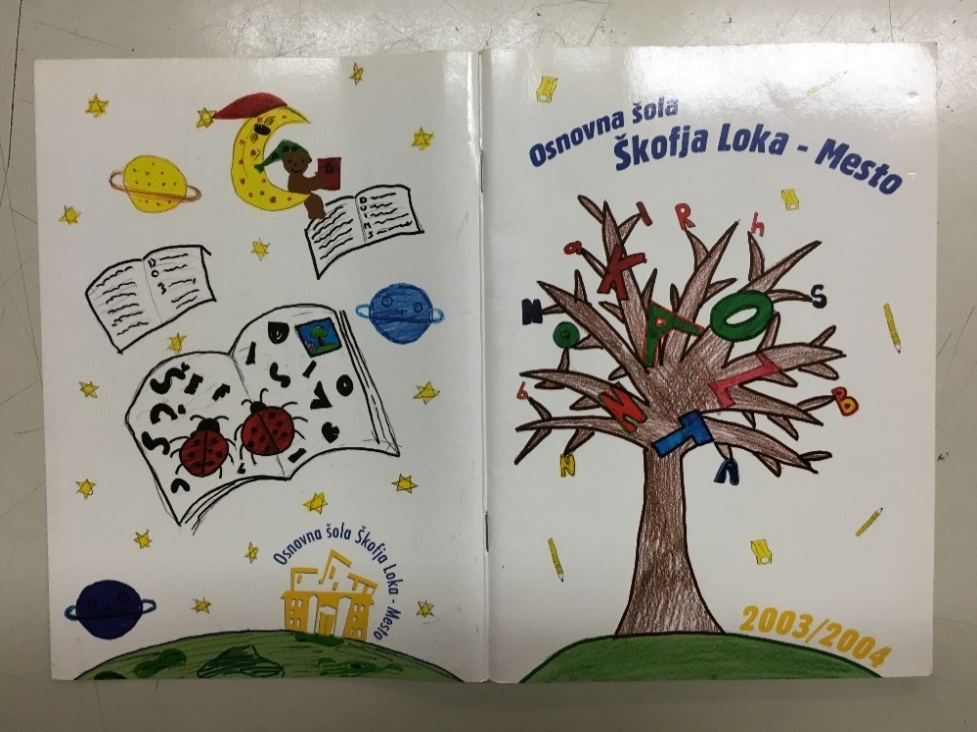 Osnovna šola Škofja Loka - Mesto
Osnovna šola
Škofja Loka - Mesto
I R h
a K
M A O S
O
b N L B
T
N A
2003/2004